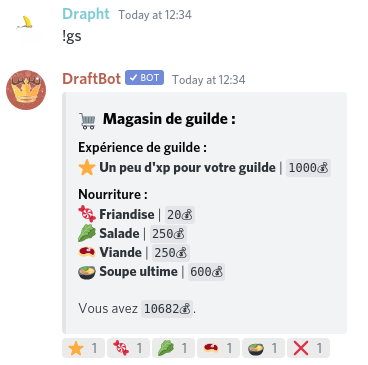 Drapht Today at 12:34
!gs
DraftBot BOT Today at 12:34
Magasin de guilde :
Expérience de guilde :
Un peu d'xp pour votre guilde | 1000
Nourriture :
Friandise | 20
Salade | 250
Viande | 250
Soupe ultime | 600
Vous avez 10682.
1 1 1 1 1 1